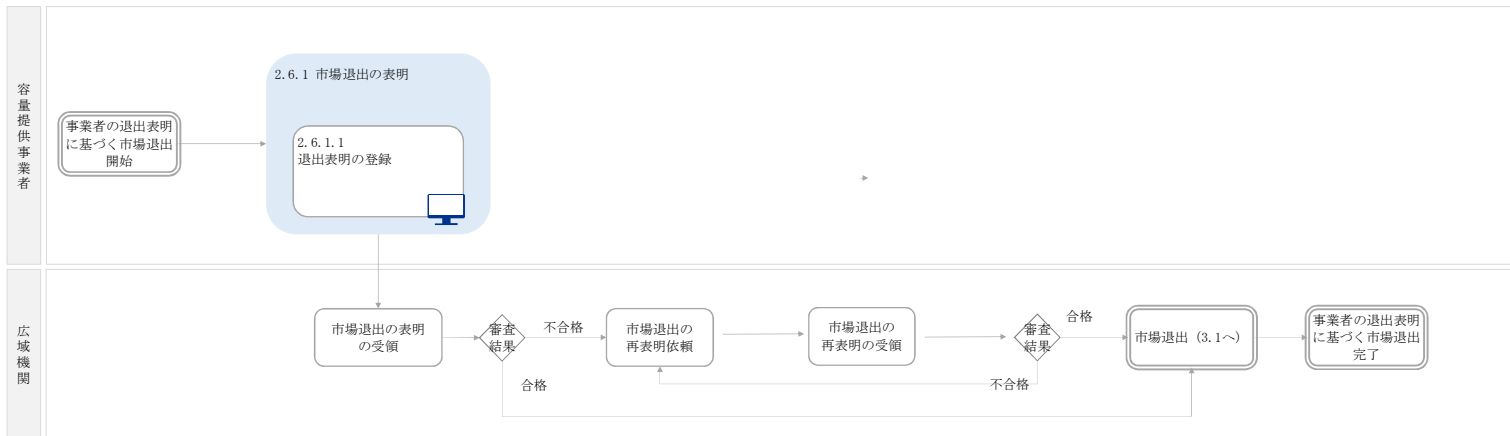 容量提供事業者
2.6.1 市場退出の表明
事業者の退出表明
に基づく市場退出
開始
2.6.1.1
退出表明の登録
広域機関
市場退出の表明
の受領
審査
結果
不合格
合格
市場退出の
再表明依頼
市場退出の
再表明の受領
審査
結果
合格
不合格
市場退出（3.1へ）
事業者の退出表明
に基づく市場退出
完了